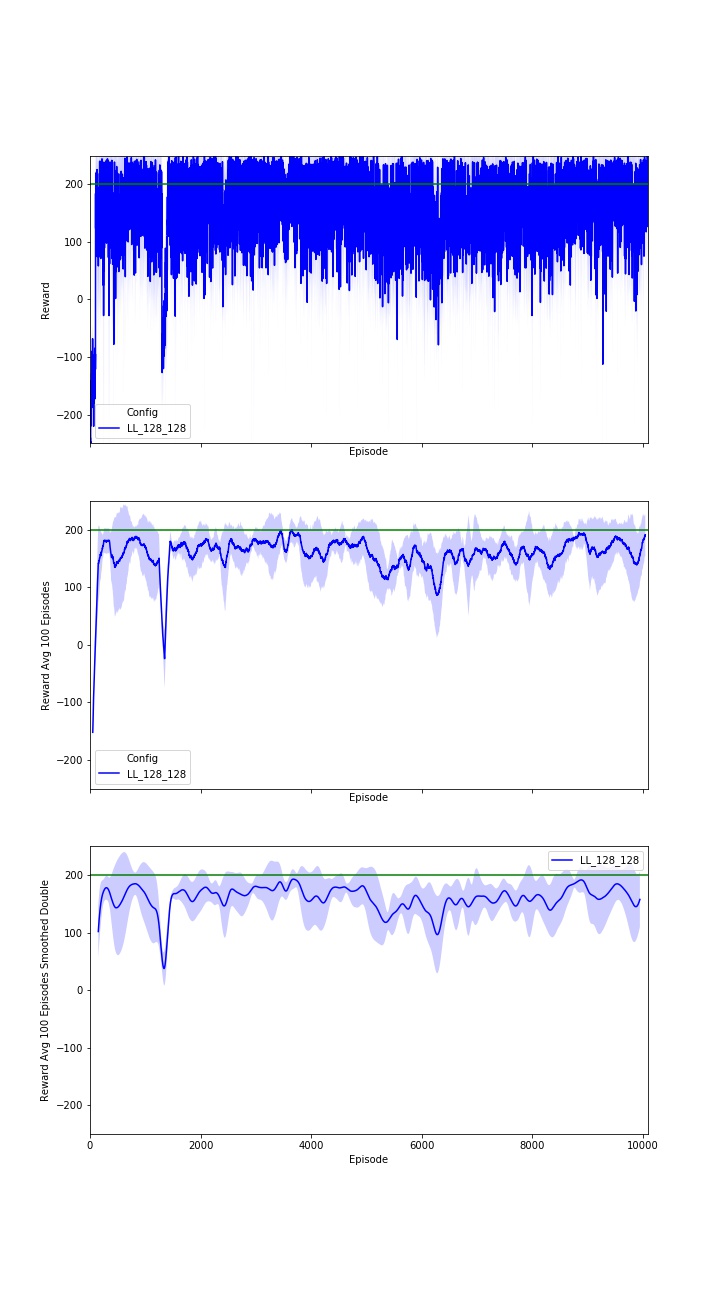 200
100
0
−100
−200
Reward
Config
LL_128_128
Episode
200
100
0
−100
−200
Reward Avg 100 Episodes
Config
LL_128_128
Episode
LL_128_128
200
100
0
−100
−200
Reward Avg 100 Episodes Smoothed Double
0 2000 4000 6000 8000 10000
Episode